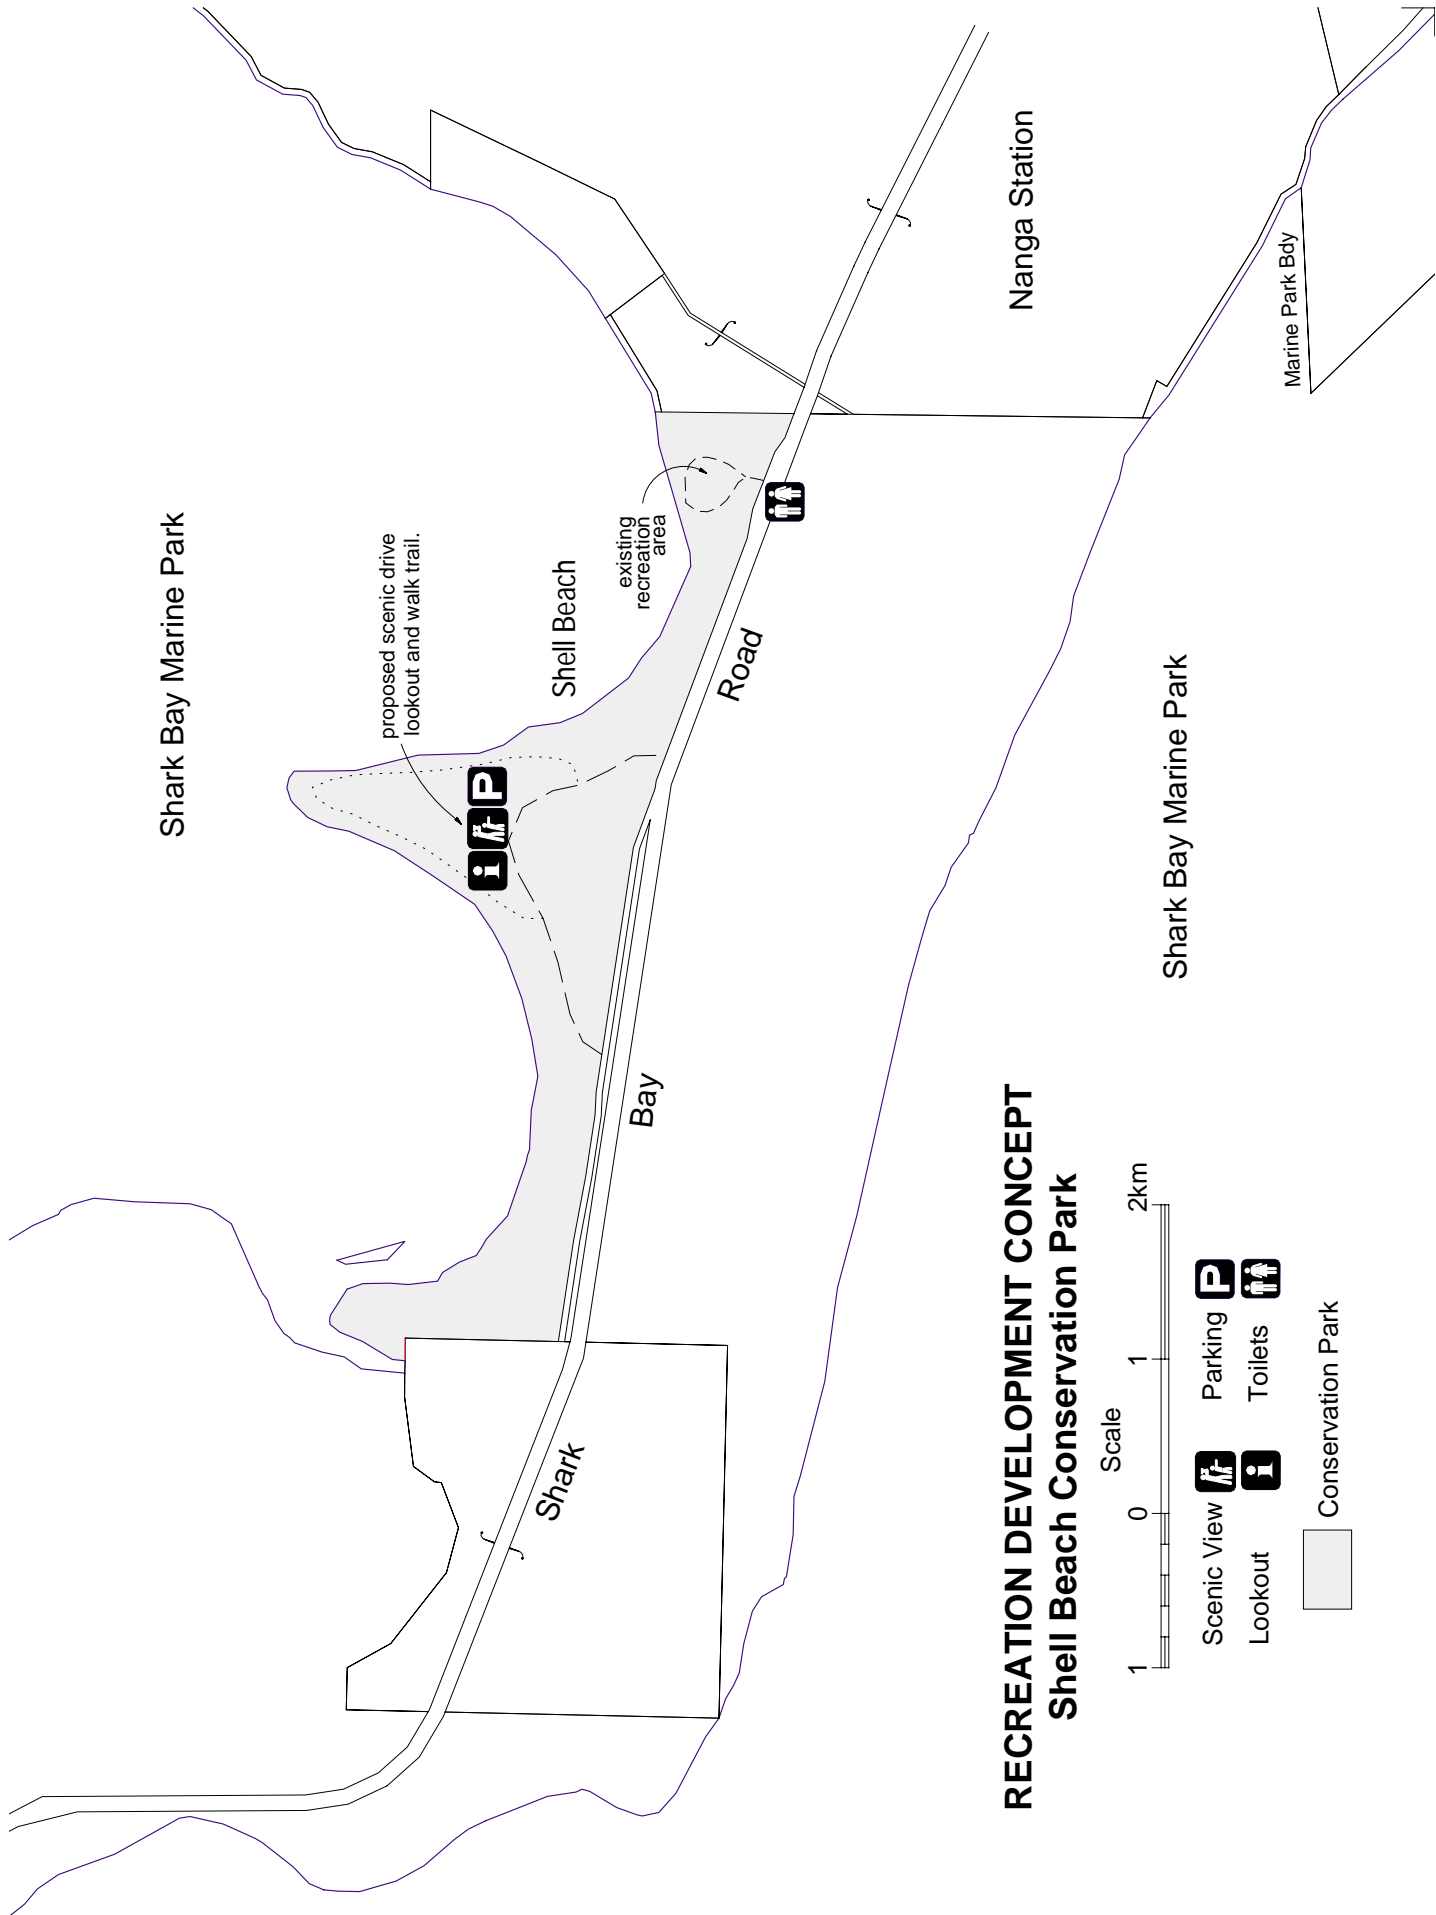 Shark Bay Marine Park
proposed scenic drive
lookout and walk trail.
Shell Beach
existing
recreation
area
Shark
Bay
Road
Nanga Station
Marine Park Bdy
Shark Bay Marine Park
RECREATION DEVELOPMENT CONCEPT
Shell Beach Conservation Park
Scale
1 0 1 2km
Scenic View Parking P
Lookout i Toilets
Conservation Park
i P